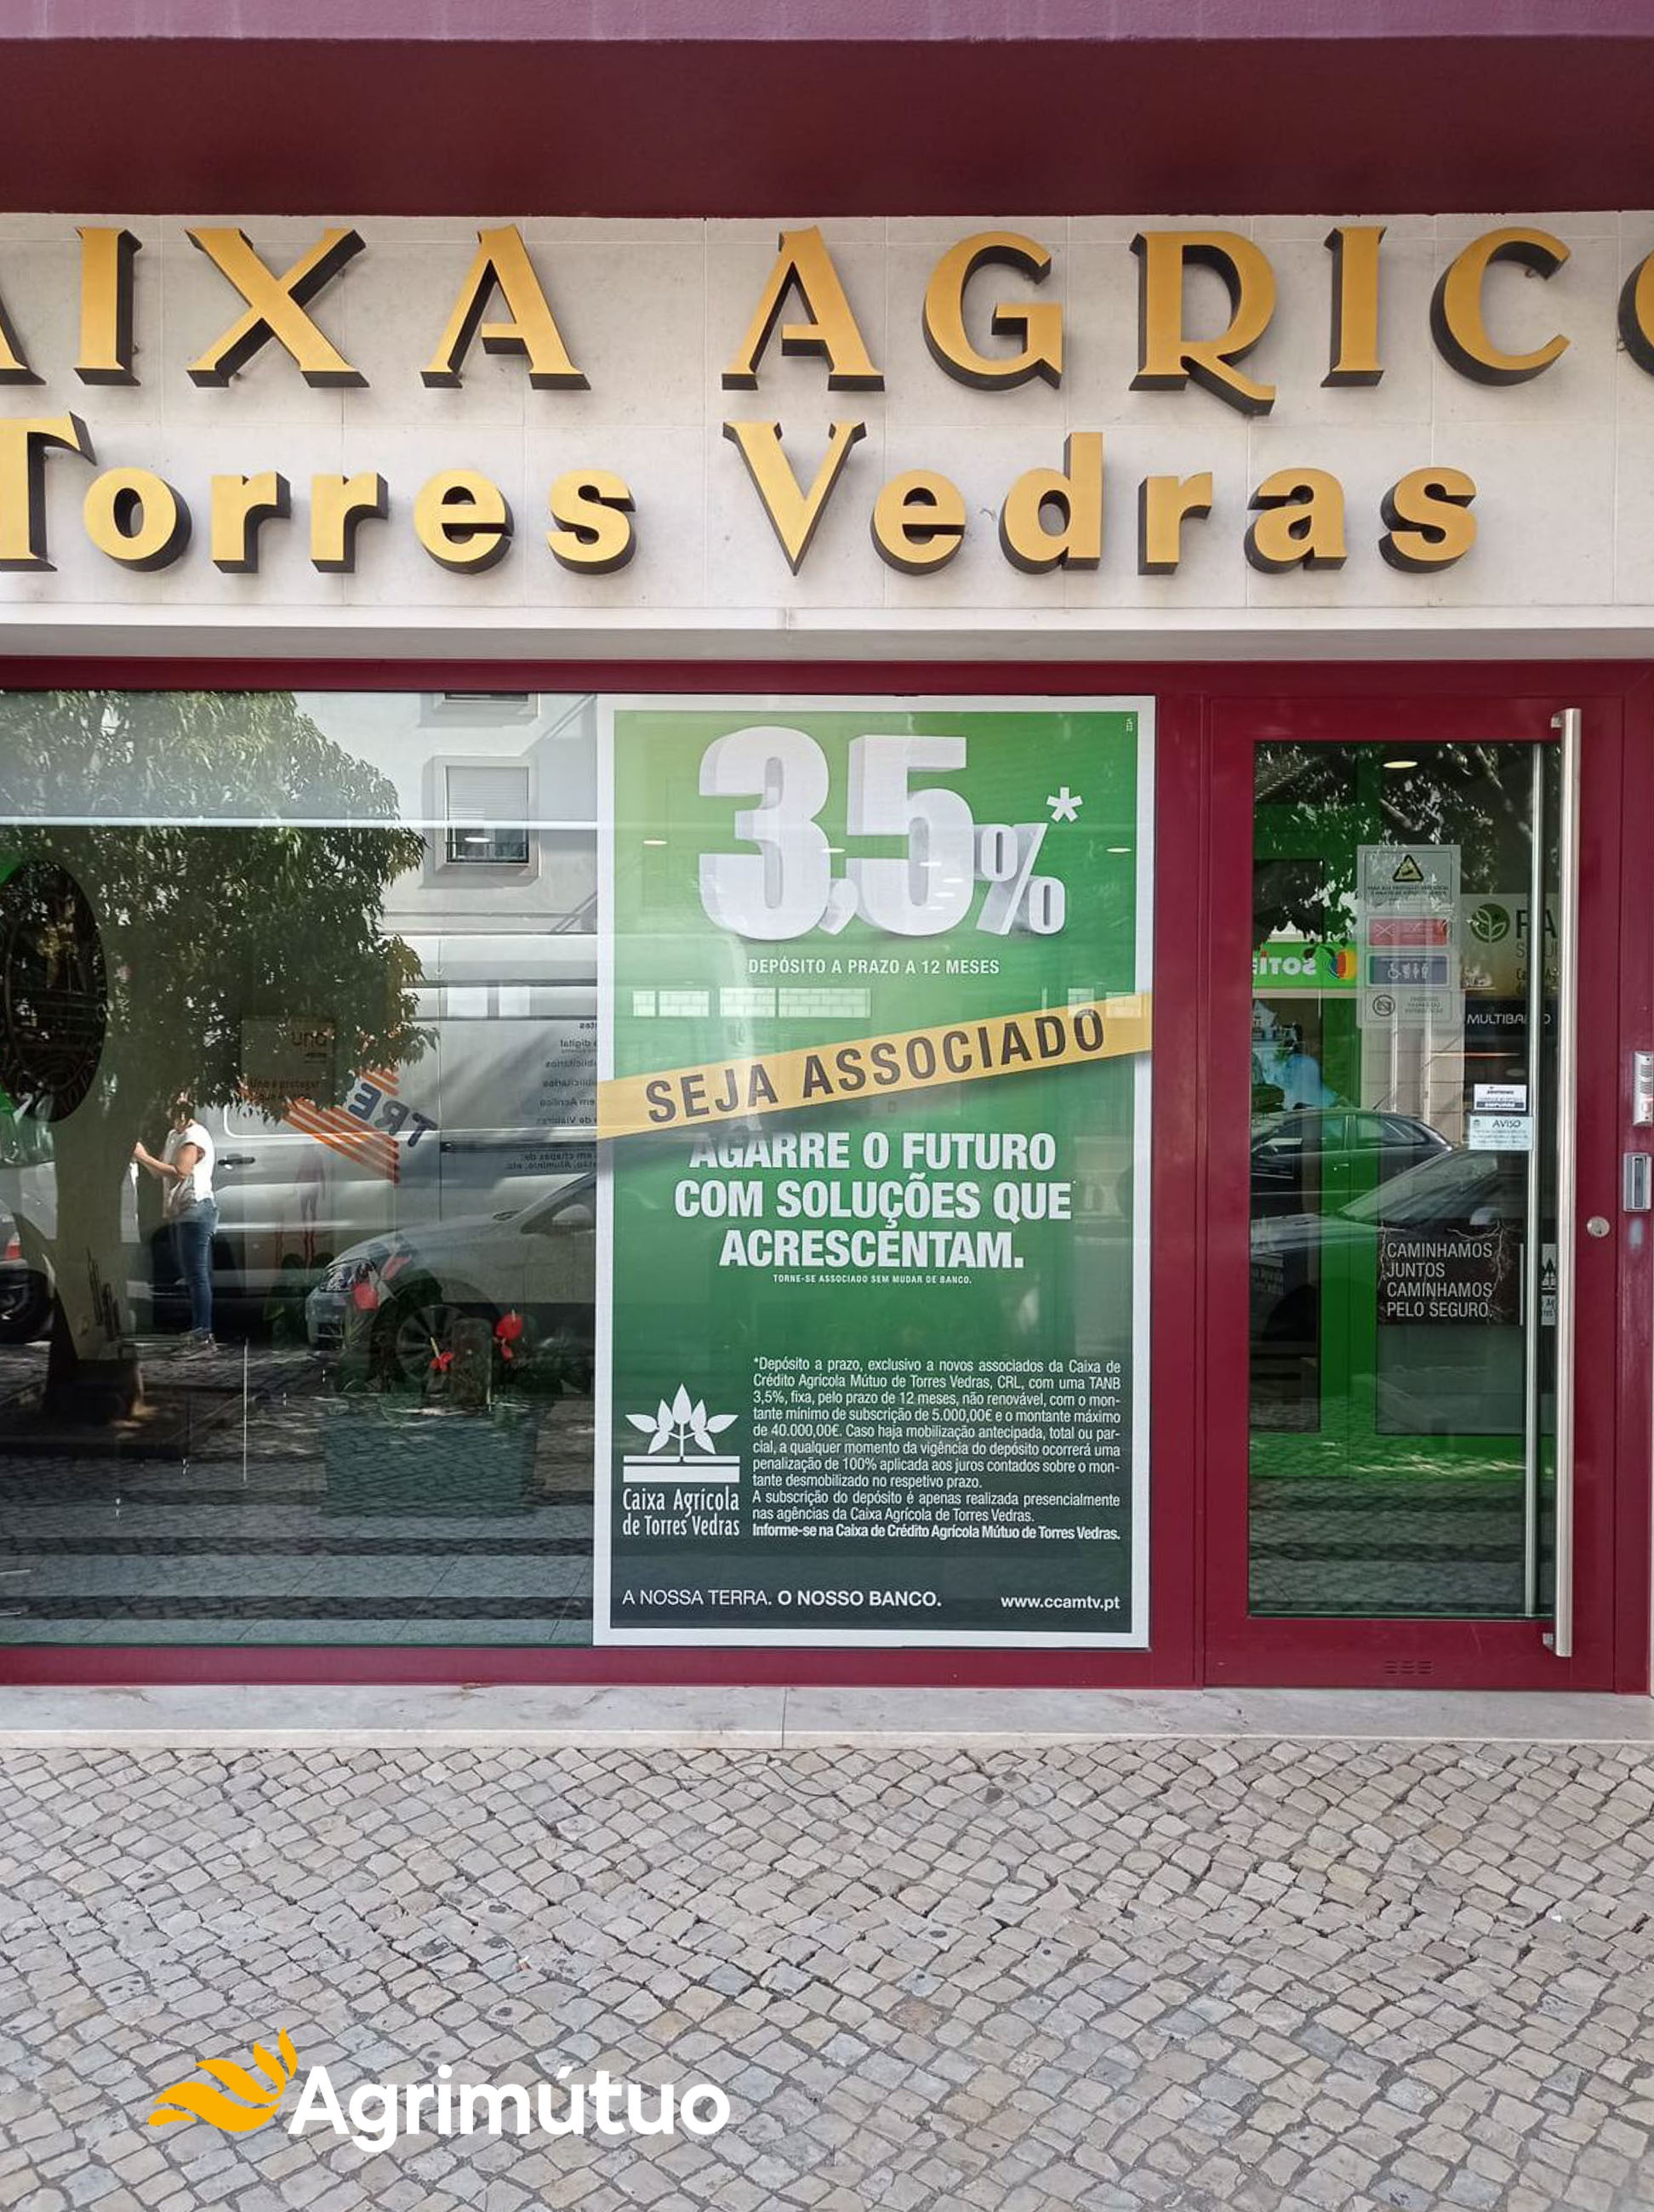 AIXA AGRICO
Torres Vedras
3,5%*
DEPÓSITO A PRAZO A 12 MESES
SEJA ASSOCIADO
AGARRE O FUTURO
COM SOLUÇÕES QUE
ACRESCENTAM.
TORNE-SE ASSOCIADO SEM MUDAR DE BANCO.
*Depósito a prazo, exclusivo a novos associados da Caixa de
Crédito Agrícola Mútuo de Torres Vedras, CRL, com uma TANB
3,5%, fixa, pelo prazo de 12 meses, não renovável, com o mon-
tante mínimo de subscrição de 5.000,00€ e o montante máximo
de 40.000,00€. Caso haja mobilização antecipada, total ou par-
cial, a qualquer momento da vigência do depósito ocorrerá uma
penalização de 100% aplicada aos juros contados sobre o mon-
tante desmobilizado no respetivo prazo.
A subscrição do depósito é apenas realizada presencialmente
nas agências da Caixa Agrícola de Torres Vedras.
Informe-se na Caixa de Crédito Agrícola Mútuo de Torres Vedras.
Caixa Agrícola
de Torres Vedras
A NOSSA TERRA. O NOSSO BANCO.
www.ccamtv.pt
MULTIBANCO
AVISO
CAMINHAMOS
JUNTOS
CAMINHAMOS
PELO SEGURO.
TRE
Agrimútuo